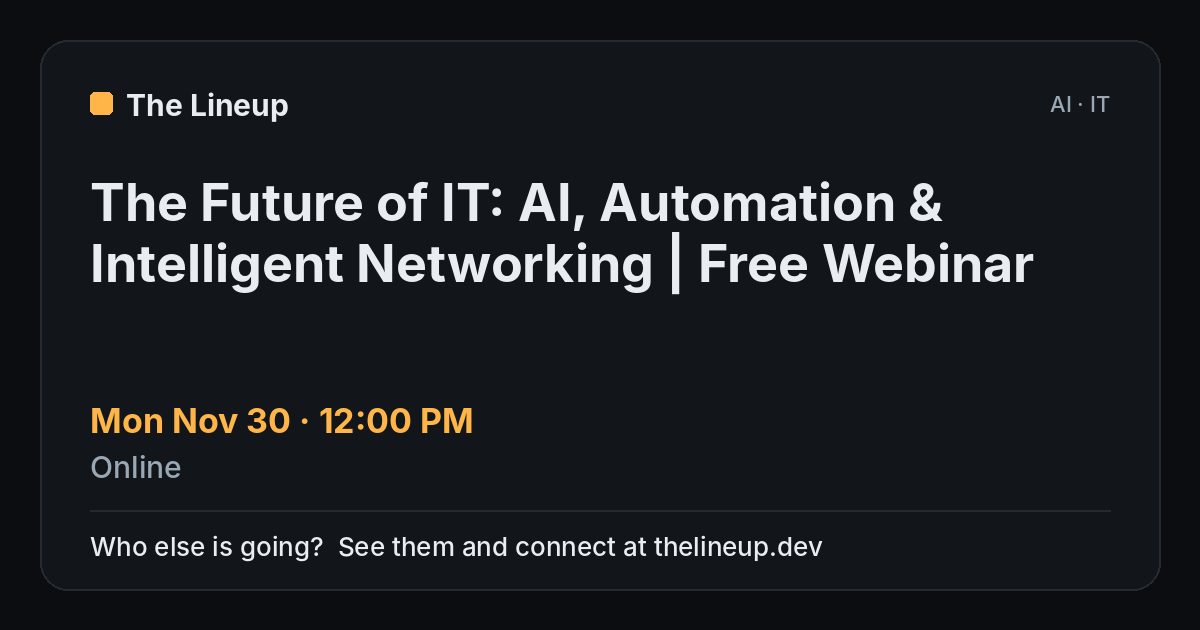 The Lineup
AI · IT
The Future of IT: AI, Automation &
Intelligent Networking | Free Webinar
Mon Nov 30 · 12:00 PM
Online
Who else is going?  See them and connect at thelineup.dev